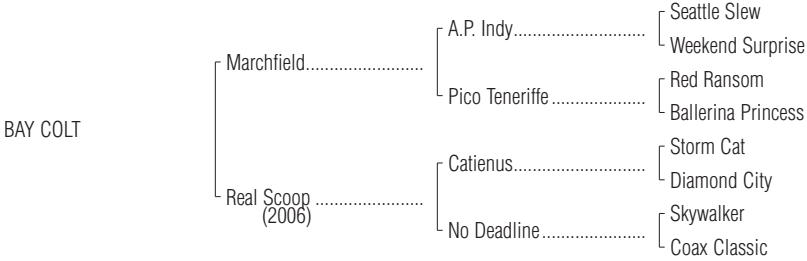 Seattle Slew
A.P. Indy..............................
Weekend Surprise
Marchfield...........................
Red Ransom
Pico Teneriffe .....................
Ballerina Princess
BAY COLT
Storm Cat
Catienus..............................
Diamond City
Real Scoop .........................
(2006)
Skywalker
No Deadline........................
Coax Classic